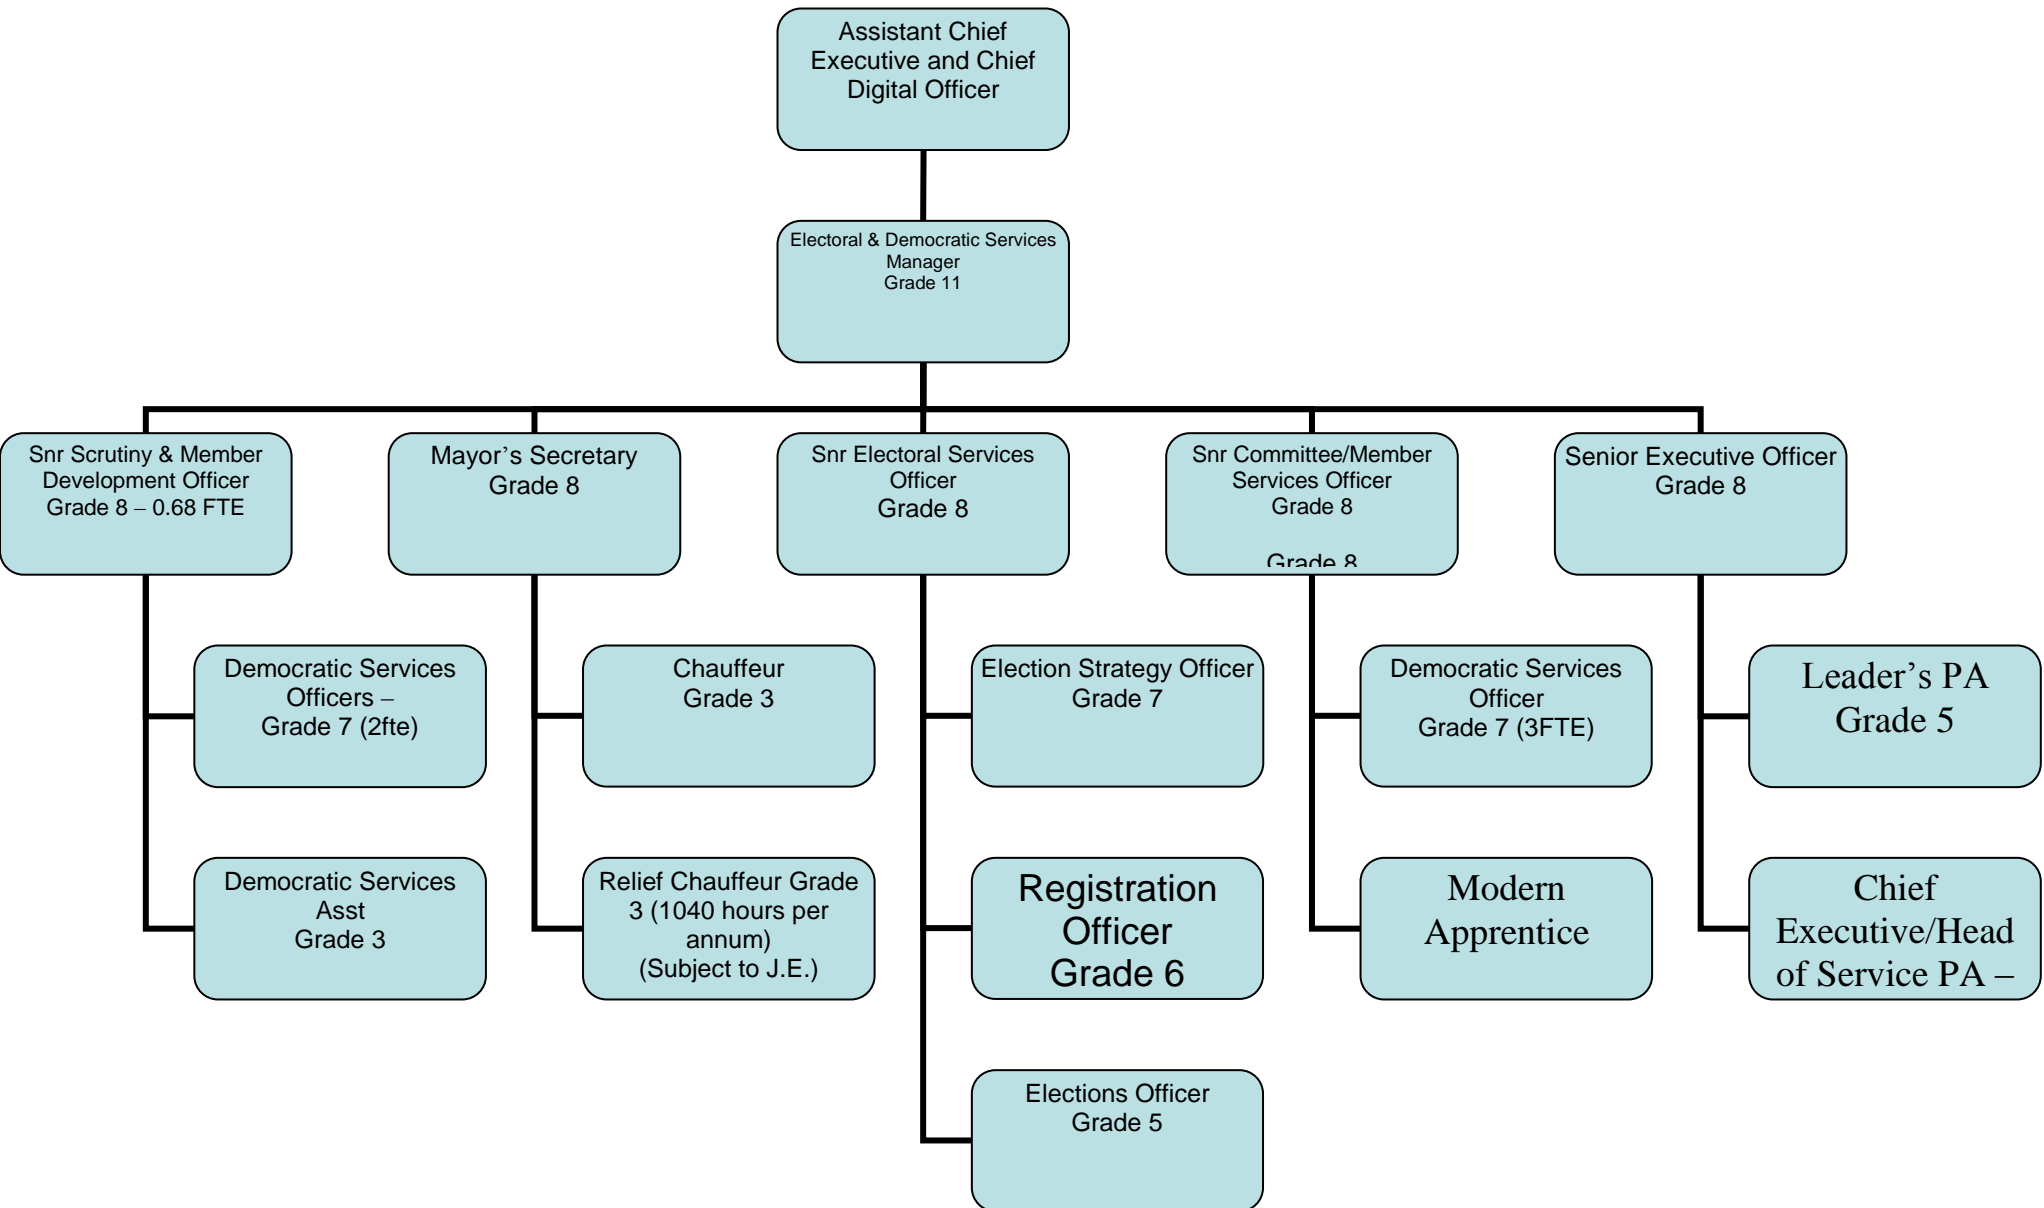 Assistant Chief
Executive and Chief
Digital Officer
Electoral & Democratic Services
Manager
Grade 11
Snr Scrutiny & Member
Development Officer
Grade 8 – 0.68 FTE
Mayor’s Secretary
Grade 8
Snr Electoral Services
Officer
Grade 8
Snr Committee/Member
Services Officer
Grade 8
Grade 8
Senior Executive Officer
Grade 8
Democratic Services
Officers –
Grade 7 (2fte)
Chauffeur
Grade 3
Election Strategy Officer
Grade 7
Democratic Services
Officer
Grade 7 (3FTE)
Leader’s PA
Grade 5
Democratic Services
Asst
Grade 3
Relief Chauffeur Grade
3 (1040 hours per
annum)
(Subject to J.E.)
Registration
Officer
Grade 6
Modern
Apprentice
Chief
Executive/Head
of Service PA –
Elections Officer
Grade 5